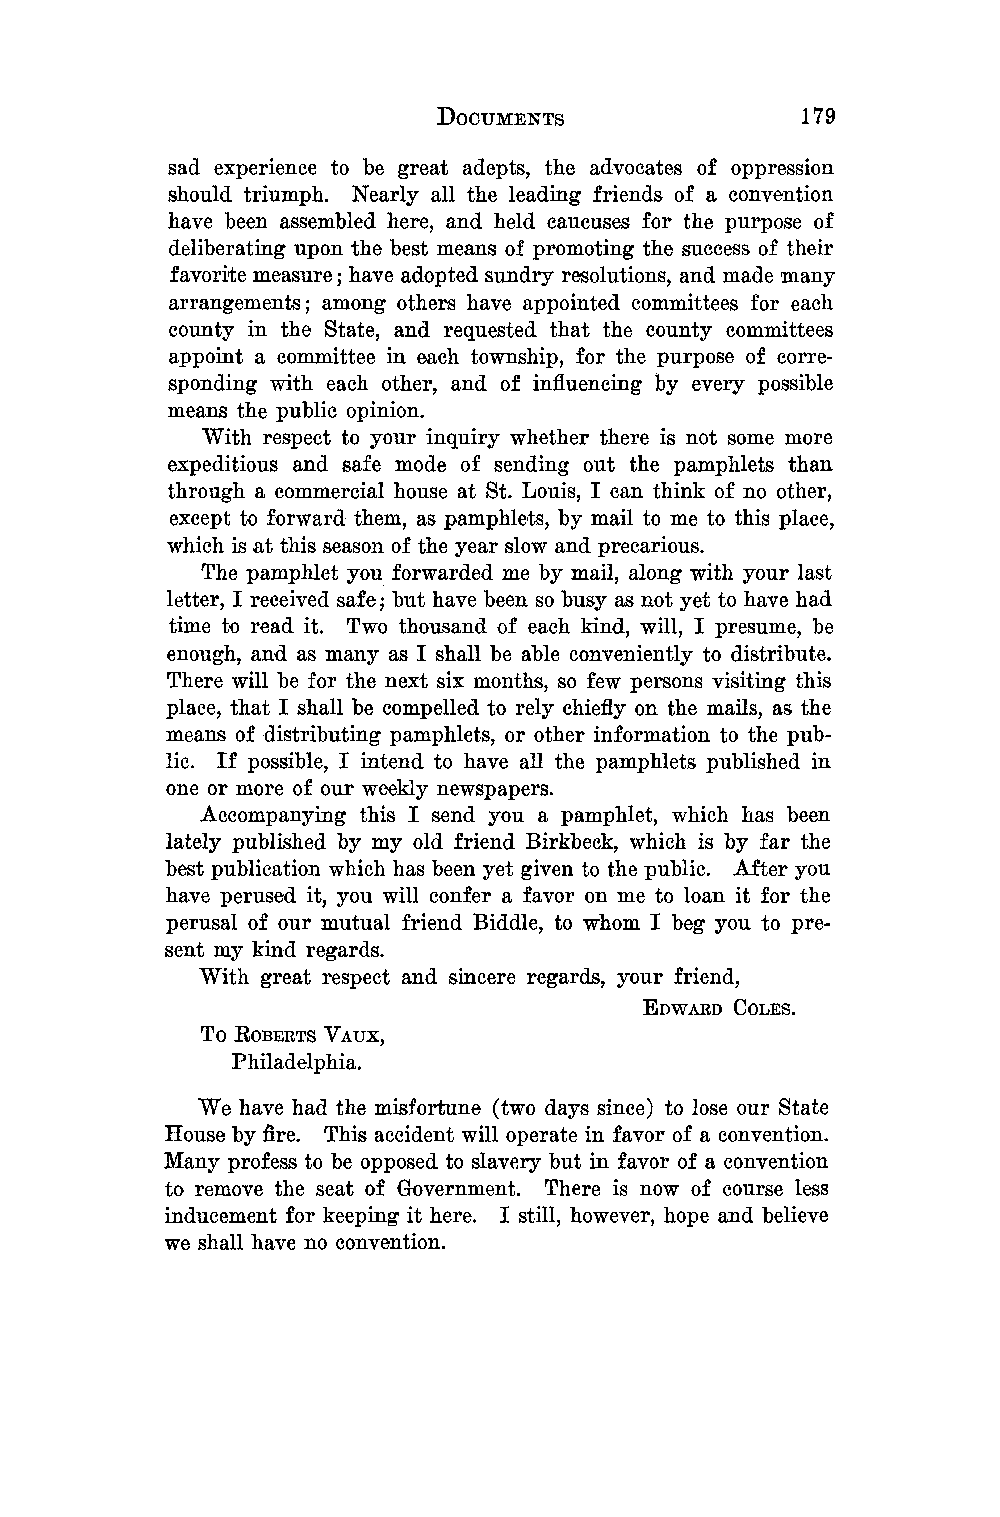 DOCUMENTS 179
sad experience to be great adepts, the advocates of oppression
should triumph. Nearly all the leading friends of a convention
have been assembled here, and held caucuses for the purpose of
deliberating upon the best means of promoting the success of their
favorite measure; have adopted sundry resolutions, and made many
arrangements; among others have appointed committees for each
county in the State, and requested that the county committees
appoint a committee in each township, for the purpose of corre-
sponding with each other, and of influencing by every possible
means the public opinion.
With respect to your inquiry whether there is not some more
expeditious and safe mode of sending out the pamphlets than
through a commercial house at St. Louis, I can think of no other,
except to forward them, as pamphlets, by mail to me to this place,
which is at this season of the year slow and precarious.
The pamphlet you forwarded me by mail, along with your last
letter, I received safe; but have been so busy as not yet to have had
time to read it. Two thousand of each kind, will, I presume, be
enough, and as many as I shall be able conveniently to distribute.
There will be for the next six months, so few persons visiting this
place, that I shall be compelled to rely chiefly on the mails, as the
means of distributing pamphlets, or other information to the pub-
lic. If possible, I intend to have all the pamphlets published in
one or more of our weekly newspapers.
Accompanying this I send you a pamphlet, which has been
lately published by my old friend Birkbeck, which is by far the
best publication which has been yet given to the public. After you
have perused it, you will confer a favor on me to loan it for the
perusal of our mutual friend Biddle, to whom I beg you to pre-
sent my kind regards.
With great respect and sincere regards, your friend,
EDWARD COLES.
To ROBERTS VAUX,
Philadelphia.
We have had the misfortune (two days since) to lose our State
House by fire. This accident will operate in favor of a convention.
Many profess to be opposed to slavery but in favor of a convention
to remove the seat of Government. There is now of course less
inducement for keeping it here. I still, however, hope and believe
we shall have no convention.